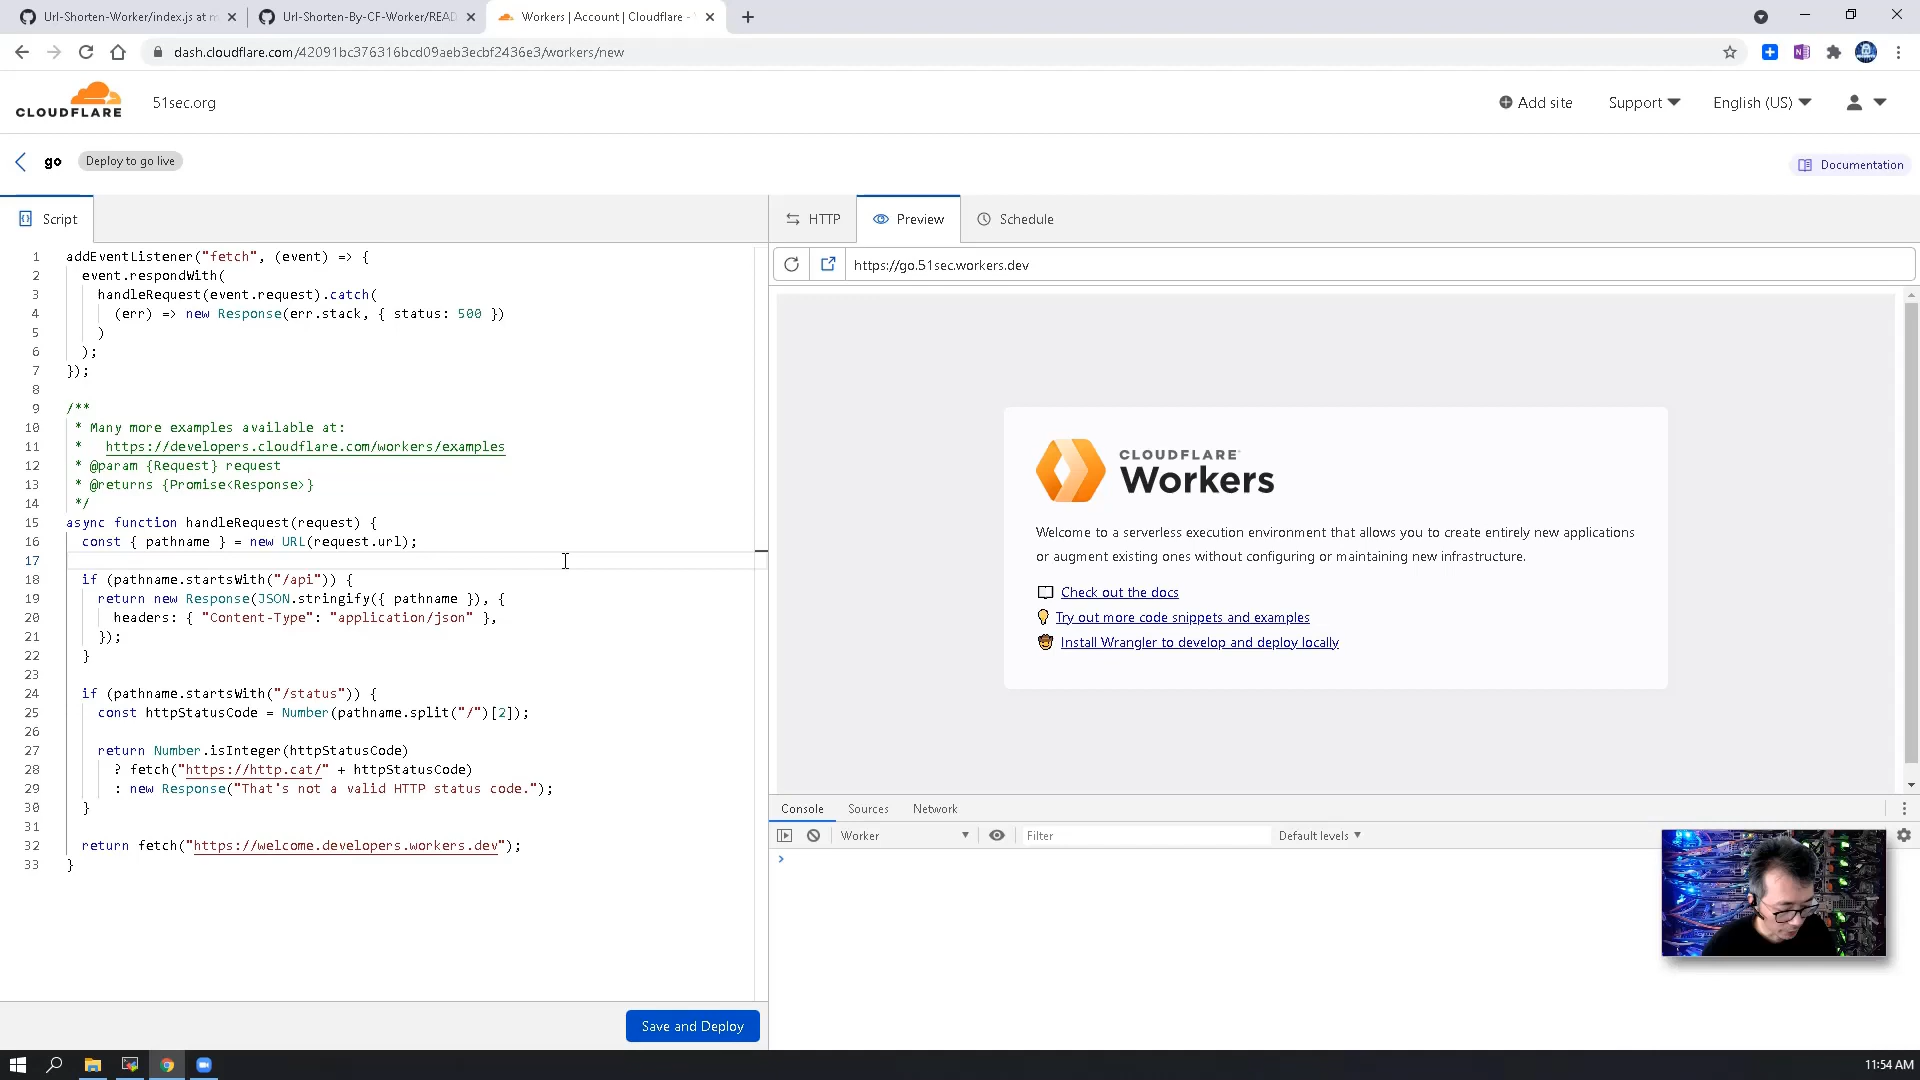 Url-Shorten-Worker/index.js at m
Url-Shorten-By-CF-Worker/READ
Workers | Account | Cloudflare -
dash.cloudflare.com/42091bc376316bcd09aeb3ecbf2436e3/workers/new
CLOUDFLARE
51sec.org
Add site
Support
English (US)
go
Deploy to go live
Documentation
Script
HTTP
Preview
Schedule
https://go.51sec.workers.dev
1 addEventListener("fetch", (event) => {
2 event.respondWith(
3 handleRequest(event.request).catch(
4 (err) => new Response(err.stack, { status: 500 })
5 )
6 );
7 });
8
9 /**
10 * Many more examples available at:
11 * https://developers.cloudflare.com/workers/examples
12 * @param {Request} request
13 * @returns {Promise<Response>}
14 */
15 async function handleRequest(request) {
16 const { pathname } = new URL(request.url);
17
18 if (pathname.startsWith("/api")) {
19 return new Response(JSON.stringify({ pathname }), {
20 headers: { "Content-Type": "application/json" },
21 });
22 }
23
24 if (pathname.startsWith("/status")) {
25 const httpStatusCode = Number(pathname.split("/")[2]);
26
27 return Number.isInteger(httpStatusCode)
28 ? fetch("https://http.cat/" + httpStatusCode)
29 : new Response("That's not a valid HTTP status code.");
30 }
31
32 return fetch("https://welcome.developers.workers.dev");
33 }
CLOUDFLARE
Workers
Welcome to a serverless execution environment that allows you to create entirely new applications
or augment existing ones without configuring or maintaining new infrastructure.
Check out the docs
Try out more code snippets and examples
Install Wrangler to develop and deploy locally
Console
Sources
Network
Worker
Filter
Default levels
Save and Deploy
11:54 AM